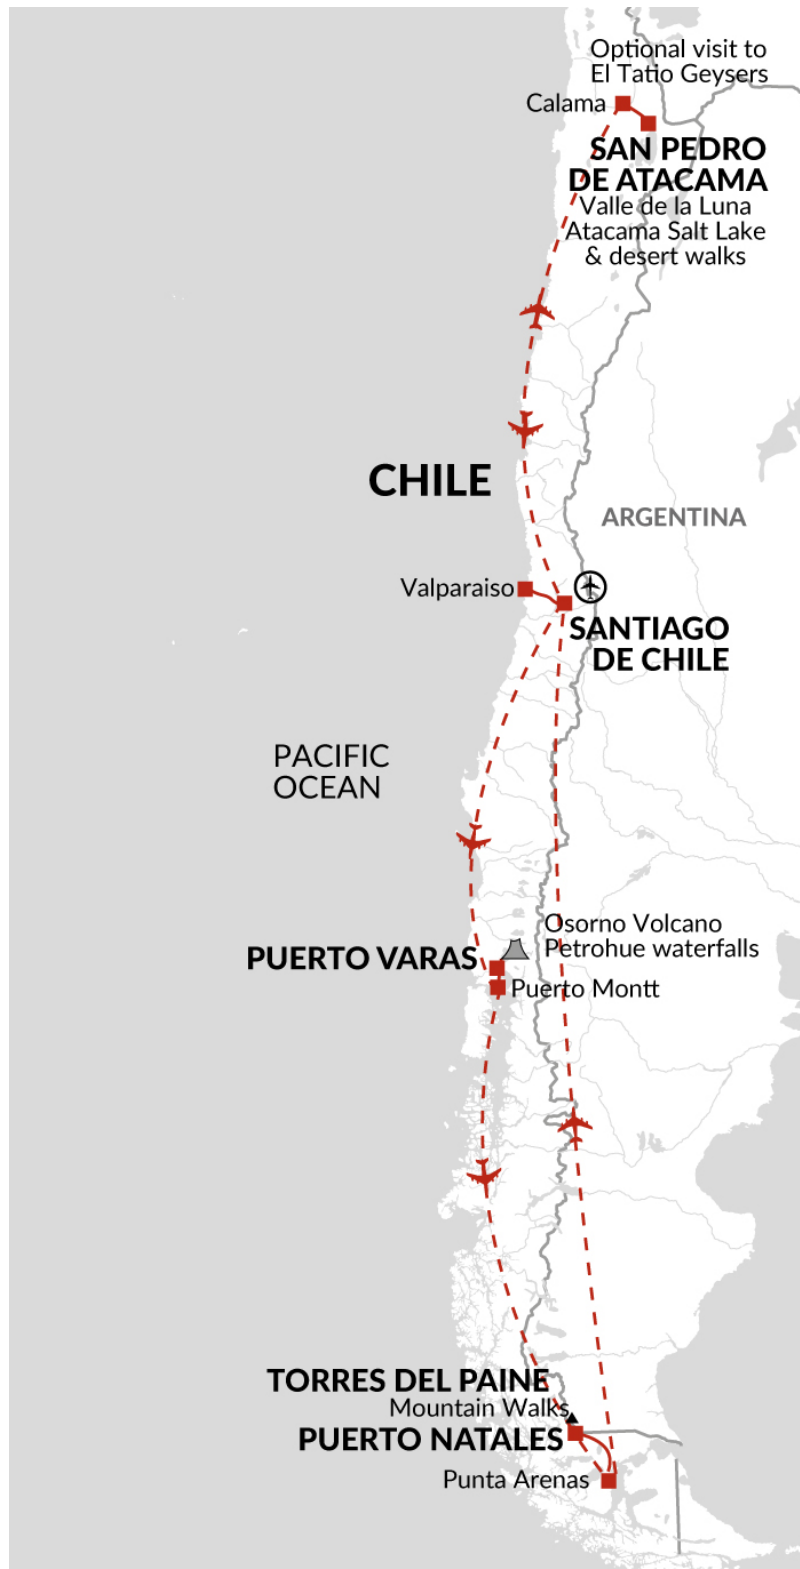 Optional visit to
El Tatio Geysers
Calama
SAN PEDRO
DE ATACAMA
Valle de la Luna
Atacama Salt Lake
& desert walks
CHILE
ARGENTINA
Valparaiso
SANTIAGO
DE CHILE
PACIFIC
OCEAN
Osorno Volcano
Petrohue waterfalls
PUERTO VARAS
Puerto Montt
TORRES DEL PAINE
Mountain Walks
PUERTO NATALES
Punta Arenas